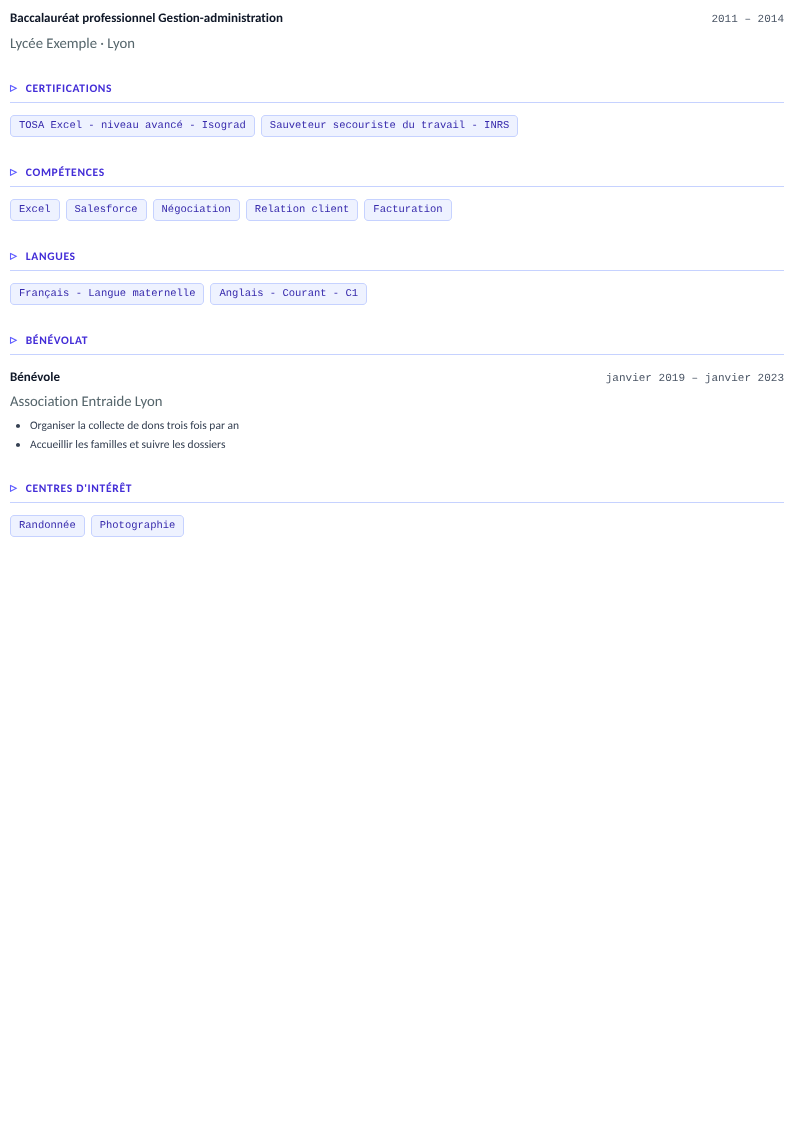 Baccalauréat professionnel Gestion-administration 2011 – 2014
Lycée Exemple · Lyon
CERTIFICATIONS
TOSA Excel - niveau avancé - Isograd Sauveteur secouriste du travail - INRS
COMPÉTENCES
Excel Salesforce Négociation Relation client Facturation
LANGUES
Français - Langue maternelle Anglais - Courant - C1
BÉNÉVOLAT
Bénévole janvier 2019 – janvier 2023
Association Entraide Lyon
• Organiser la collecte de dons trois fois par an
• Accueillir les familles et suivre les dossiers
CENTRES D'INTÉRÊT
Randonnée Photographie